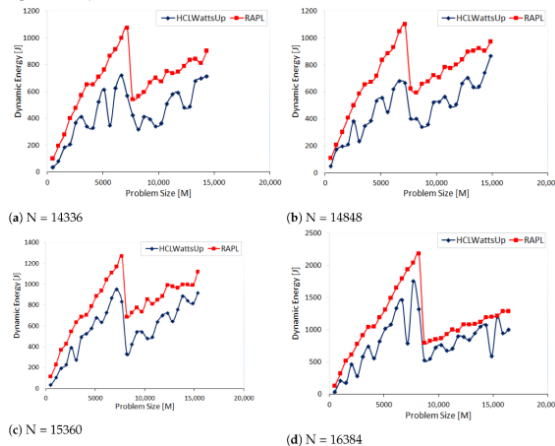 HCLWattsUp RAPL
Dynamic Energy [J]
1200
1000
800
600
400
200
0
0 5000 10,000 15,000 20,000
Problem Size [M]
(a) N = 14336
HCLWattsUp RAPL
Dynamic Energy [J]
1200
1000
800
600
400
200
0
0 5,000 10,000 15,000 20,000
Problem Size [M]
(b) N = 14848
HCLWattsUp RAPL
Dynamic Energy [J]
1400
1200
1000
800
600
400
200
0
0 5000 10,000 15,000 20,000
Problem Size [M]
(c) N = 15360
HCLWattsUp RAPL
Dynamic Energy [J]
2500
2000
1500
1000
500
0
0 5,000 10,000 15,000 20,000
Problem Size [M]
(d) N = 16384